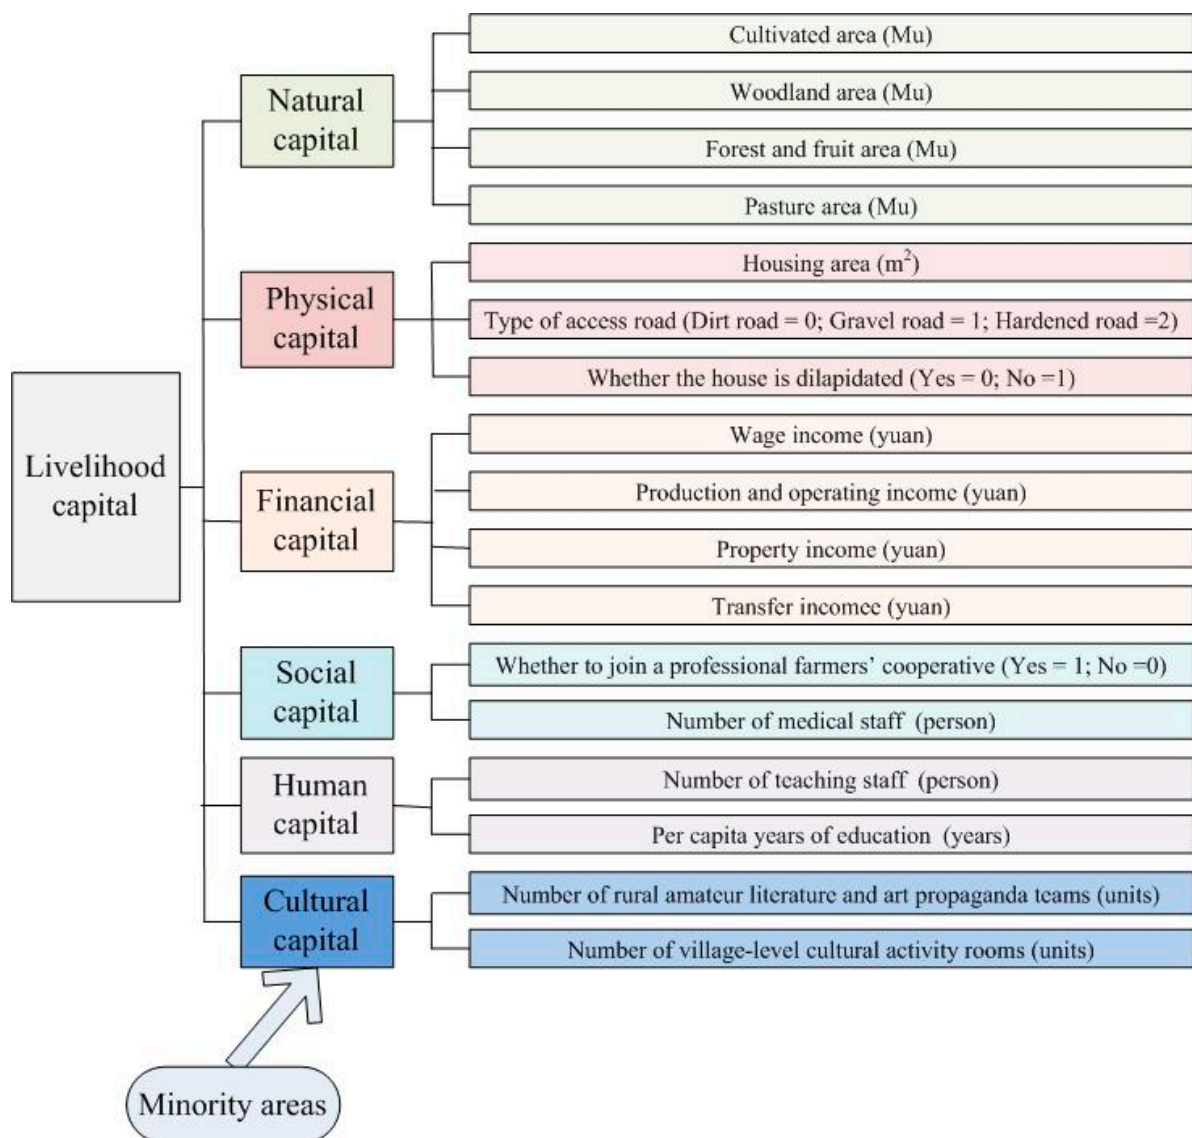 Cultivated area (Mu)
Natural
capital
Woodland area (Mu)
Forest and fruit area (Mu)
Pasture area (Mu)
Housing area (m²)
Physical
capital
Type of access road (Dirt road = 0; Gravel road = 1; Hardened road =2)
Whether the house is dilapidated (Yes = 0; No =1)
Livelihood
capital
Wage income (yuan)
Financial
capital
Production and operating income (yuan)
Property income (yuan)
Transfer incomee (yuan)
Social
capital
Whether to join a professional farmers’ cooperative (Yes = 1; No =0)
Number of medical staff (person)
Human
capital
Number of teaching staff (person)
Per capita years of education (years)
Cultural
capital
Number of rural amateur literature and art propaganda teams (units)
Number of village-level cultural activity rooms (units)
Minority areas